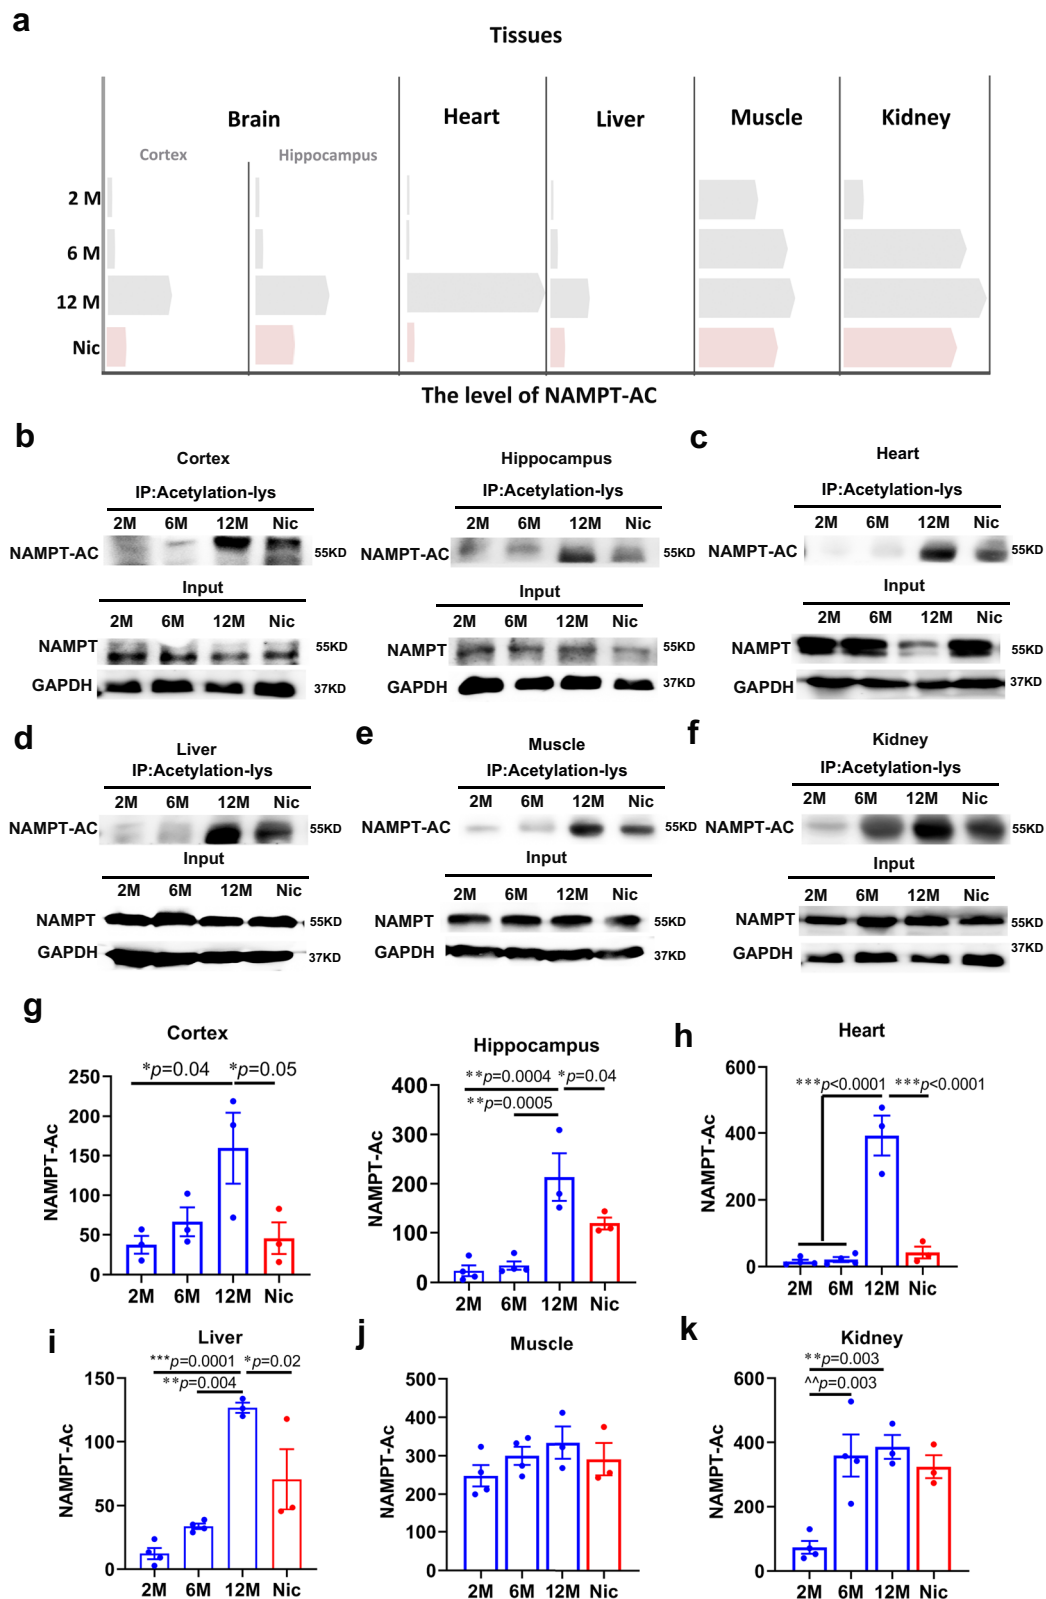 a
Tissues
Brain
Heart
Liver
Muscle
Kidney
Cortex
Hippocampus
2 M
6 M
12 M
Nic
The level of NAMPT-AC
b
Cortex
IP:Acetylation-lys
2M 6M 12M Nic
NAMPT-AC 55KD
Input
2M 6M 12M Nic
NAMPT 55KD
GAPDH 37KD
Hippocampus
IP:Acetylation-lys
2M 6M 12M Nic
NAMPT-AC 55KD
Input
2M 6M 12M Nic
NAMPT 55KD
GAPDH 37KD
c
Heart
IP:Acetylation-lys
2M 6M 12M Nic
NAMPT-AC 55KD
Input
2M 6M 12M Nic
NAMPT 55KD
GAPDH 37KD
d
Liver
IP:Acetylation-lys
2M 6M 12M Nic
NAMPT-AC 55KD
Input
2M 6M 12M Nic
NAMPT 55KD
GAPDH 37KD
e
Muscle
IP:Acetylation-lys
2M 6M 12M Nic
NAMPT-AC 55KD
Input
2M 6M 12M Nic
NAMPT 55KD
GAPDH 37KD
f
Kidney
IP:Acetylation-lys
2M 6M 12M Nic
NAMPT-AC 55KD
Input
2M 6M 12M Nic
NAMPT 55KD
GAPDH 37KD
g
Cortex
*p=0.04 *p=0.05
NAMPT-Ac
250
200
150
100
50
0
2M 6M 12M Nic
Hippocampus
**p=0.0004 *p=0.04
**p=0.0005
NAMPT-Ac
400
300
200
100
0
2M 6M 12M Nic
h
Heart
***p<0.0001 ***p<0.0001
NAMPT-Ac
600
400
200
0
2M 6M 12M Nic
i
Liver
***p=0.0001 *p=0.02
**p=0.004
NAMPT-Ac
150
100
50
0
2M 6M 12M Nic
j
Muscle
NAMPT-Ac
500
400
300
200
100
0
2M 6M 12M Nic
k
Kidney
**p=0.003
^^p=0.003
NAMPT-Ac
600
400
200
0
2M 6M 12M Nic